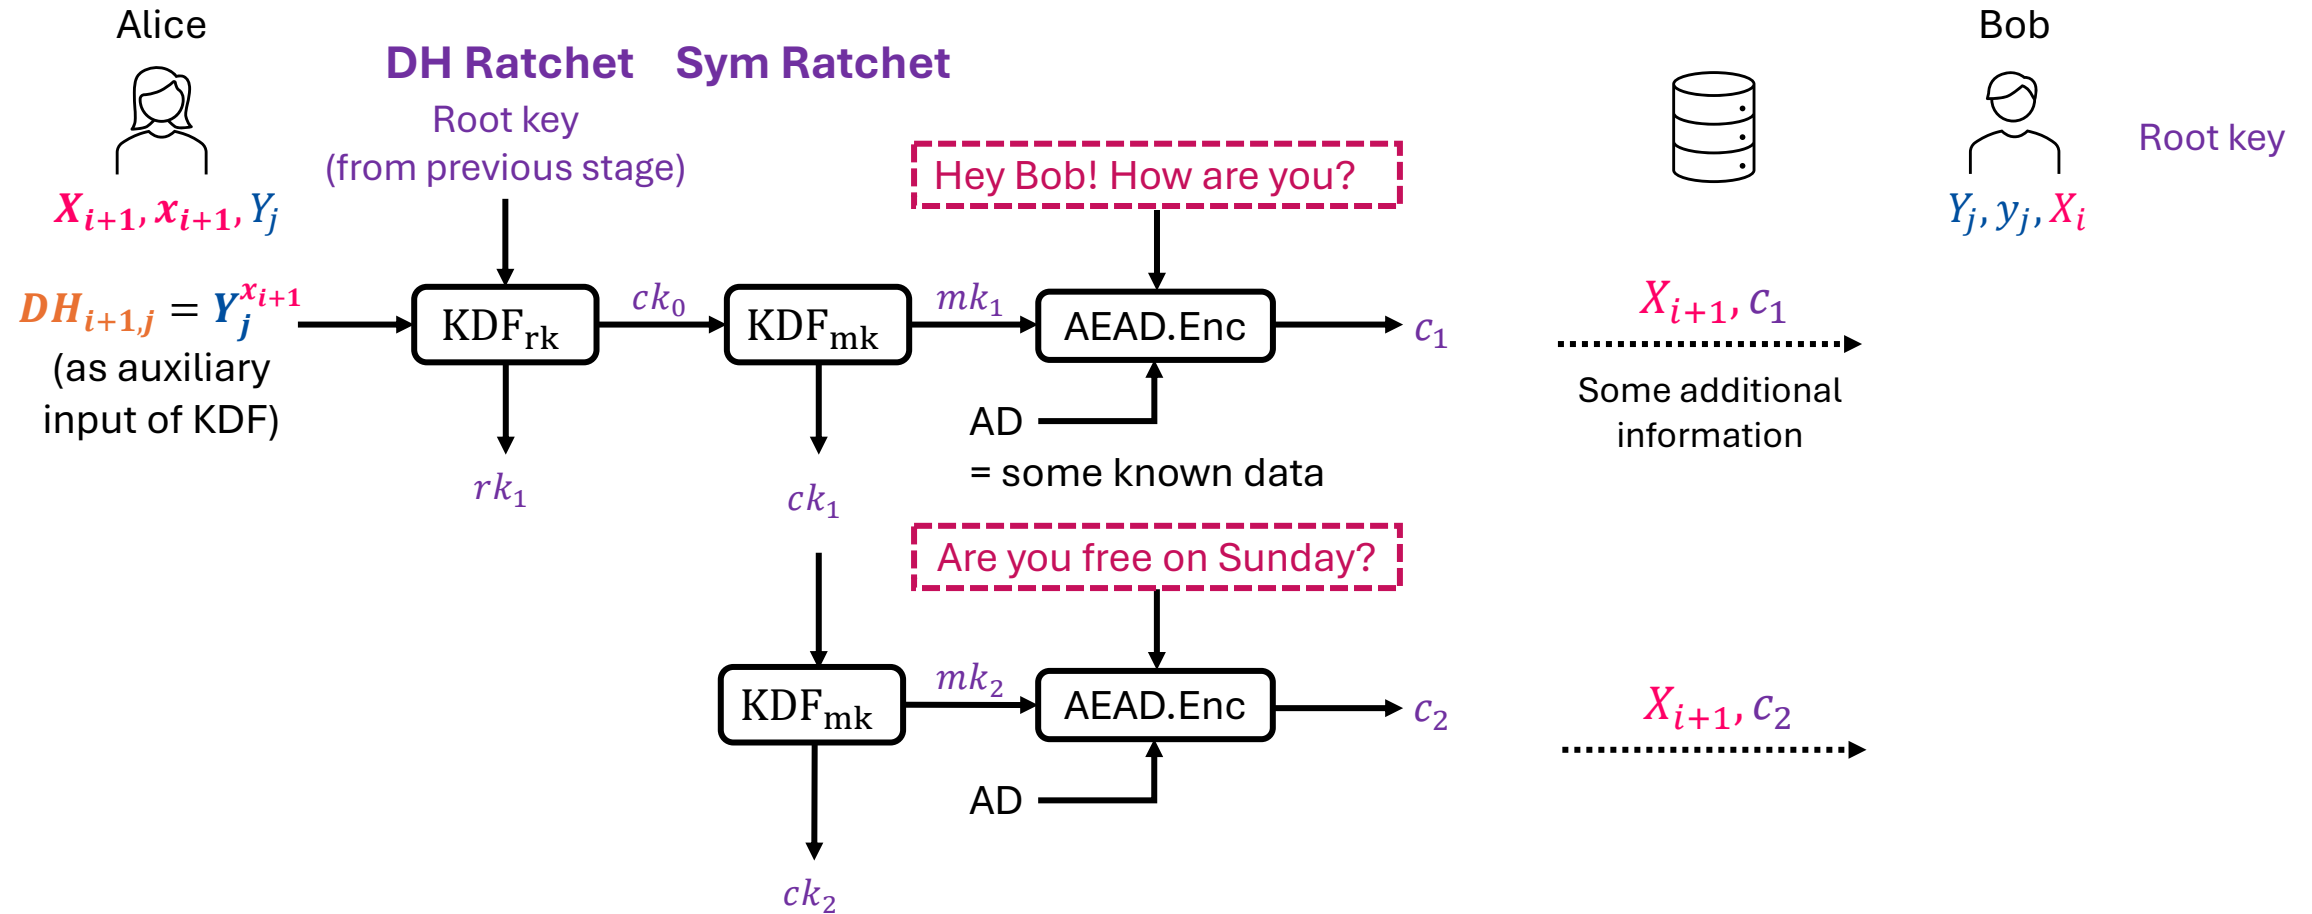 Alice
DH Ratchet Sym Ratchet
Bob
Root key
(from previous stage)
Root key
Hey Bob! How are you?
X_{i+1}, x_{i+1}, Y_j
Y_j, y_j, X_i
DH_{i+1,j} = Y_j^{x_{i+1}}
(as auxiliary
input of KDF)
KDF_rk
ck_0
KDF_mk
mk_1
AEAD.Enc
c_1
X_{i+1}, c_1
Some additional
information
AD
= some known data
rk_1
ck_1
Are you free on Sunday?
KDF_mk
mk_2
AEAD.Enc
c_2
X_{i+1}, c_2
AD
ck_2